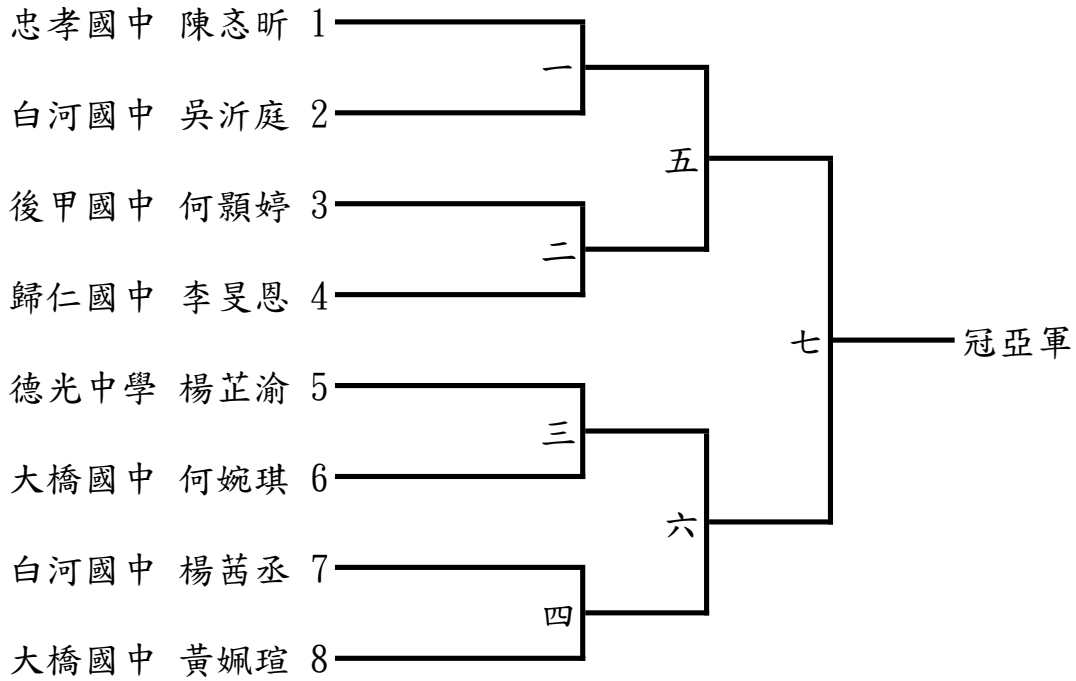 忠孝國中 陳忞昕 1
一
白河國中 吳沂庭 2
五
後甲國中 何顥婷 3
二
歸仁國中 李旻恩 4
七 冠亞軍
德光中學 楊芷渝 5
三
大橋國中 何婉琪 6
六
白河國中 楊茜丞 7
四
大橋國中 黃姵瑄 8